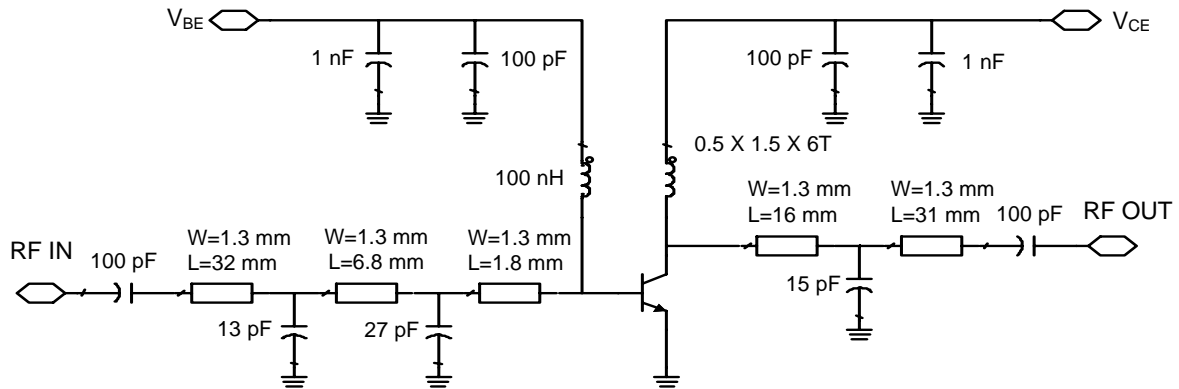 VBE
VCE
1 nF
100 pF
100 pF
1 nF
0.5 X 1.5 X 6T
100 nH
W=1.3 mm
L=16 mm
W=1.3 mm
L=31 mm
100 pF
RF OUT
RF IN
100 pF
W=1.3 mm
L=32 mm
W=1.3 mm
L=6.8 mm
W=1.3 mm
L=1.8 mm
15 pF
13 pF
27 pF